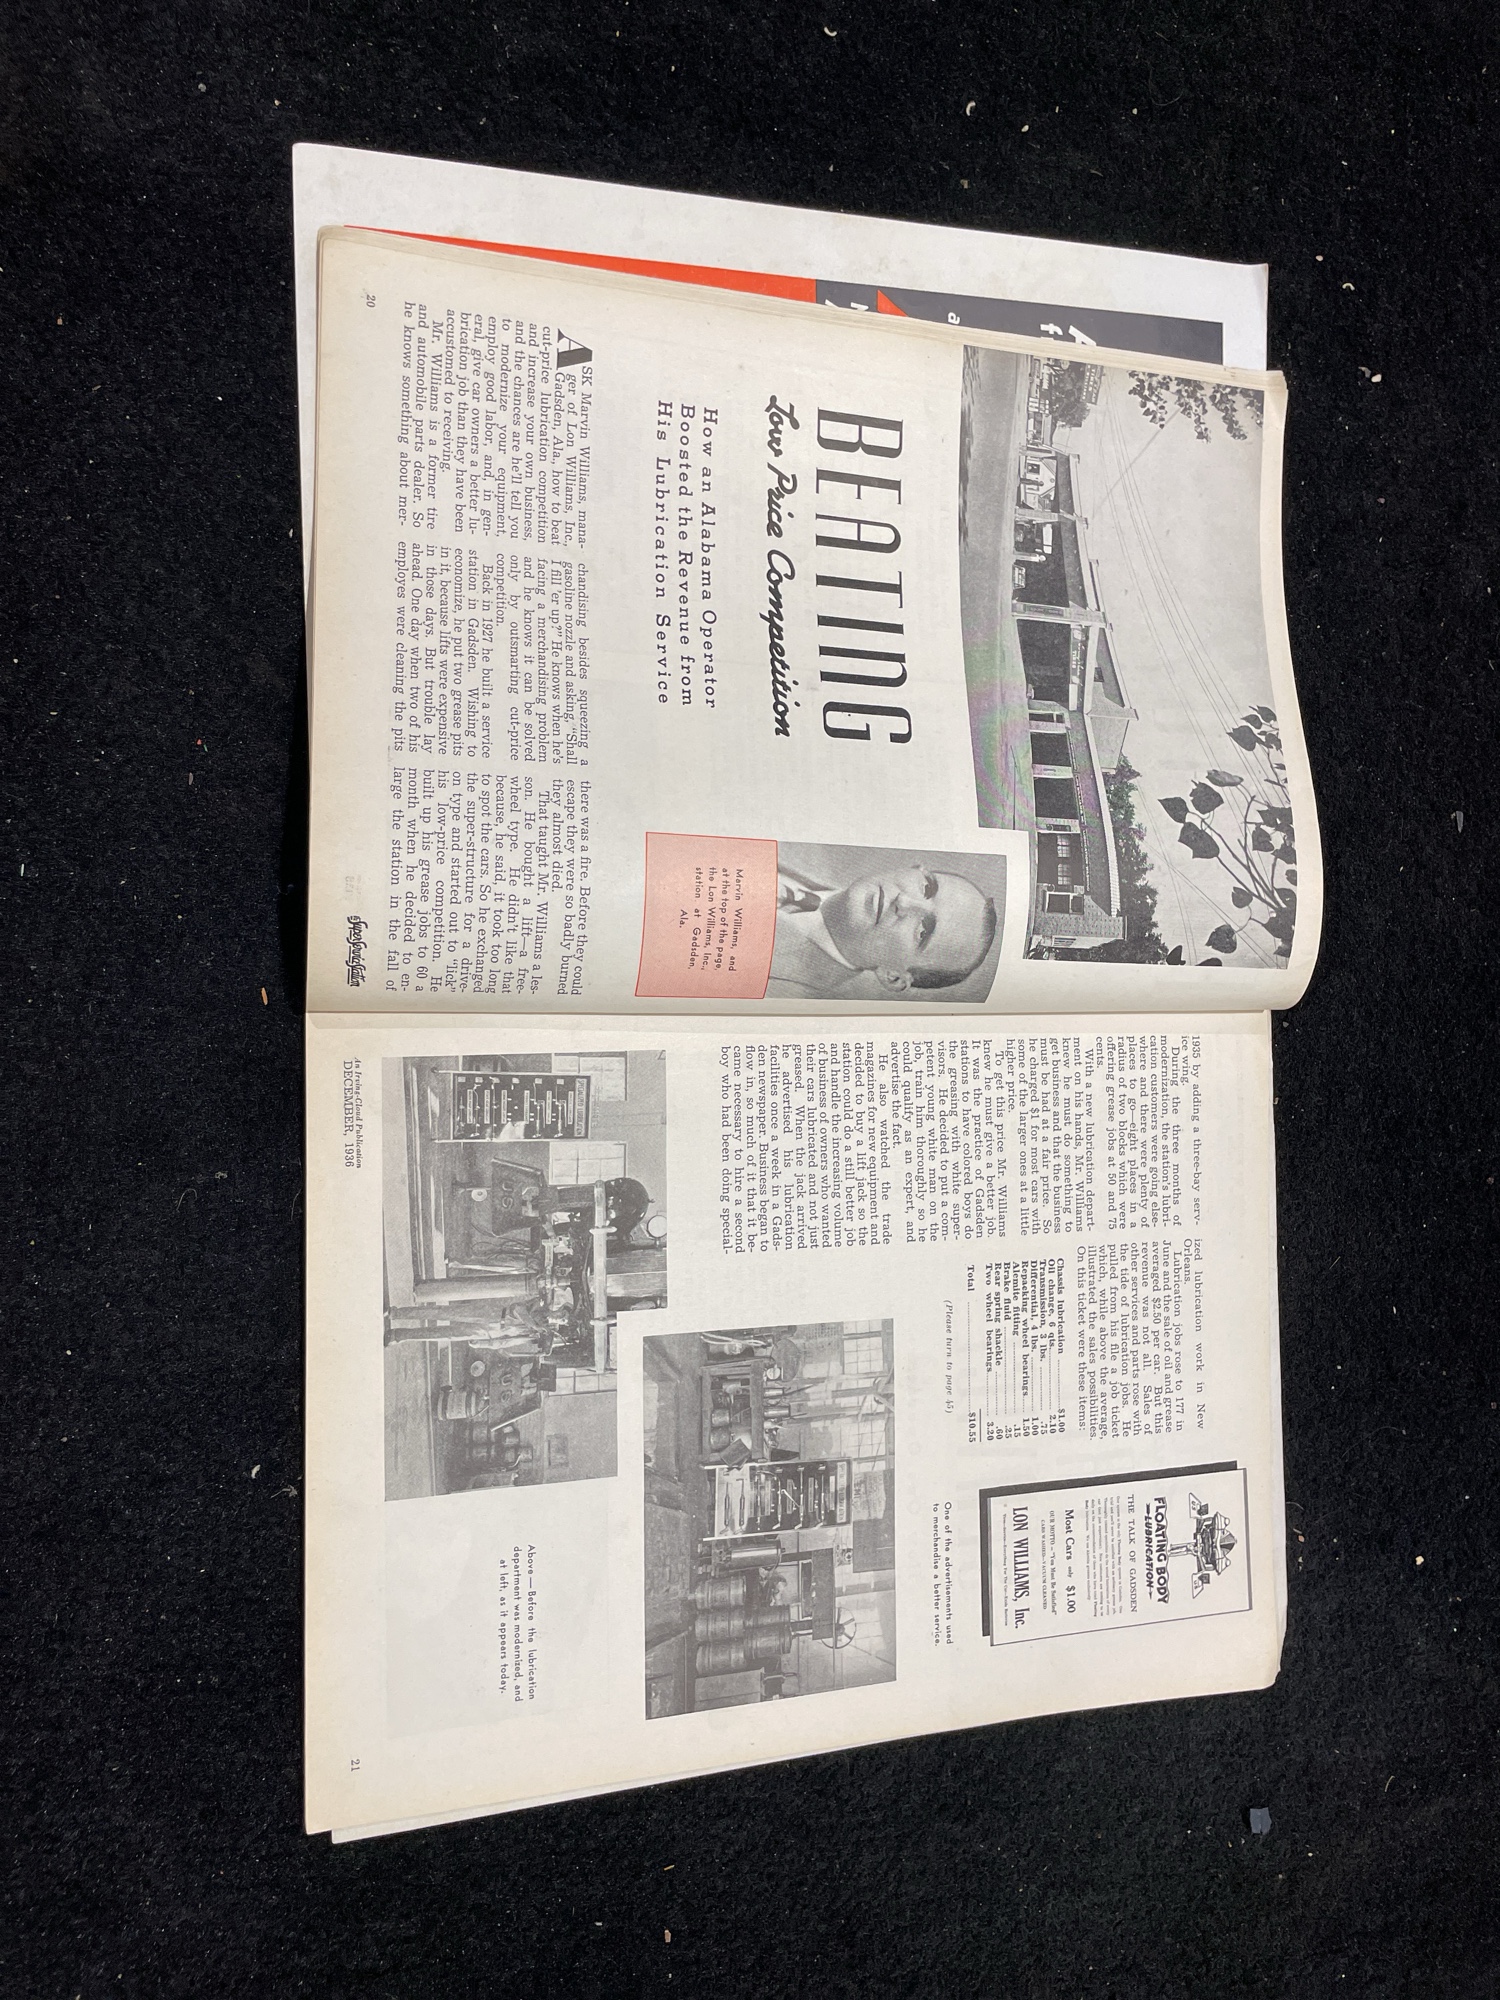 BEATING
Low Price Competition
How an Alabama Operator
Boosted the Revenue from
His Lubrication Service
Marvin Williams, and
at the top of the page,
the Lon Williams, Inc.,
station at Gadsden,
Ala.
ASK Marvin Williams, mana-
ger of Lon Williams, Inc.,
Gadsden, Ala., how to beat
cut-price lubrication competition
and increase your own business,
and the chances are he'll tell you
to modernize your equipment,
employ good labor, and, in gen-
eral, give car owners a better lu-
brication job than they have been
accustomed to receiving.
Mr. Williams is a former tire
and automobile parts dealer. So
he knows something about mer-
chandising besides squeezing a
gasoline nozzle and asking, "Shall
I fill 'er up?" He knows when he's
facing a merchandising problem
and he knows it can be solved
only by outsmarting cut-price
competition.
Back in 1927 he built a service
station in Gadsden. Wishing to
economize, he put two grease pits
in it, because lifts were expensive
in those days. But trouble lay
ahead. One day when two of his
employes were cleaning the pits
there was a fire. Before they could
escape they were so badly burned
they almost died.
That taught Mr. Williams a les-
son. He bought a lift—a free-
wheel type. He didn't like that
because, he said, it took too long
to spot the cars. So he exchanged
the super-structure for a drive-
on type and started out to "lick"
his low-price competition. He
built up his grease jobs to 60 a
month when he decided to en-
large the station in the fall of
20
Super Service Station
1935 by adding a three-bay serv-
ice wing.
During the three months of
modernization, the station's lubri-
cation customers were going else-
where and there were plenty of
places to go—eight places in a
radius of two blocks which were
offering grease jobs at 50 and 75
cents.
With a new lubrication depart-
ment on his hands, Mr. Williams
knew he must do something to
get business and that the business
must be had at a fair price. So
he charged $1 for most cars with
some of the larger ones at a little
higher price.
To get this price Mr. Williams
knew he must give a better job.
It was the practice of Gadsden
stations to have colored boys do
the greasing with white super-
visors. He decided to put a com-
petent young white man on the
job, train him thoroughly so he
could qualify as an expert, and
advertise the fact.
He also watched the trade
magazines for new equipment and
decided to buy a lift jack so the
station could do a still better job
and handle the increasing volume
of business of owners who wanted
their cars lubricated and not just
greased. When the jack arrived
he advertised his lubrication
facilities once a week in a Gads-
den newspaper. Business began to
flow in, so much of it that it be-
came necessary to hire a second
boy who had been doing special-
ized lubrication work in New
Orleans.
Lubrication jobs rose to 177 in
June and the sale of oil and grease
averaged $2.50 per car. But this
revenue was not all. Sales of
other services and parts rose with
the tide of lubrication jobs. He
pulled from his file a job ticket
which, while above the average,
illustrated the sales possibilities.
On this ticket were these items:
Chassis lubrication ............ $1.00
Oil change, 6 qts. ............ 2.10
Transmission, 3 lbs. ............ .75
Differential, 4 lbs. ............ 1.00
Repacking wheel bearings ............ 1.50
Alemite fitting ............ .15
Brake fluid ............ .25
Rear spring shackle ............ .60
Two wheel bearings ............ 3.20
Total ............ $10.55
(Please turn to page 45)
FLOATING BODY
LUBRICATION
THE TALK OF GADSDEN
Most Cars only $1.00
OUR MOTTO — "You Must Be Satisfied"
CARS WASHED—VACUUM CLEANED
LON WILLIAMS, Inc.
One of the advertisements used
to merchandise a better service.
Above — Before the lubrication
department was modernized, and
at left, as it appears today.
An Irving-Cloud Publication
DECEMBER, 1936
21